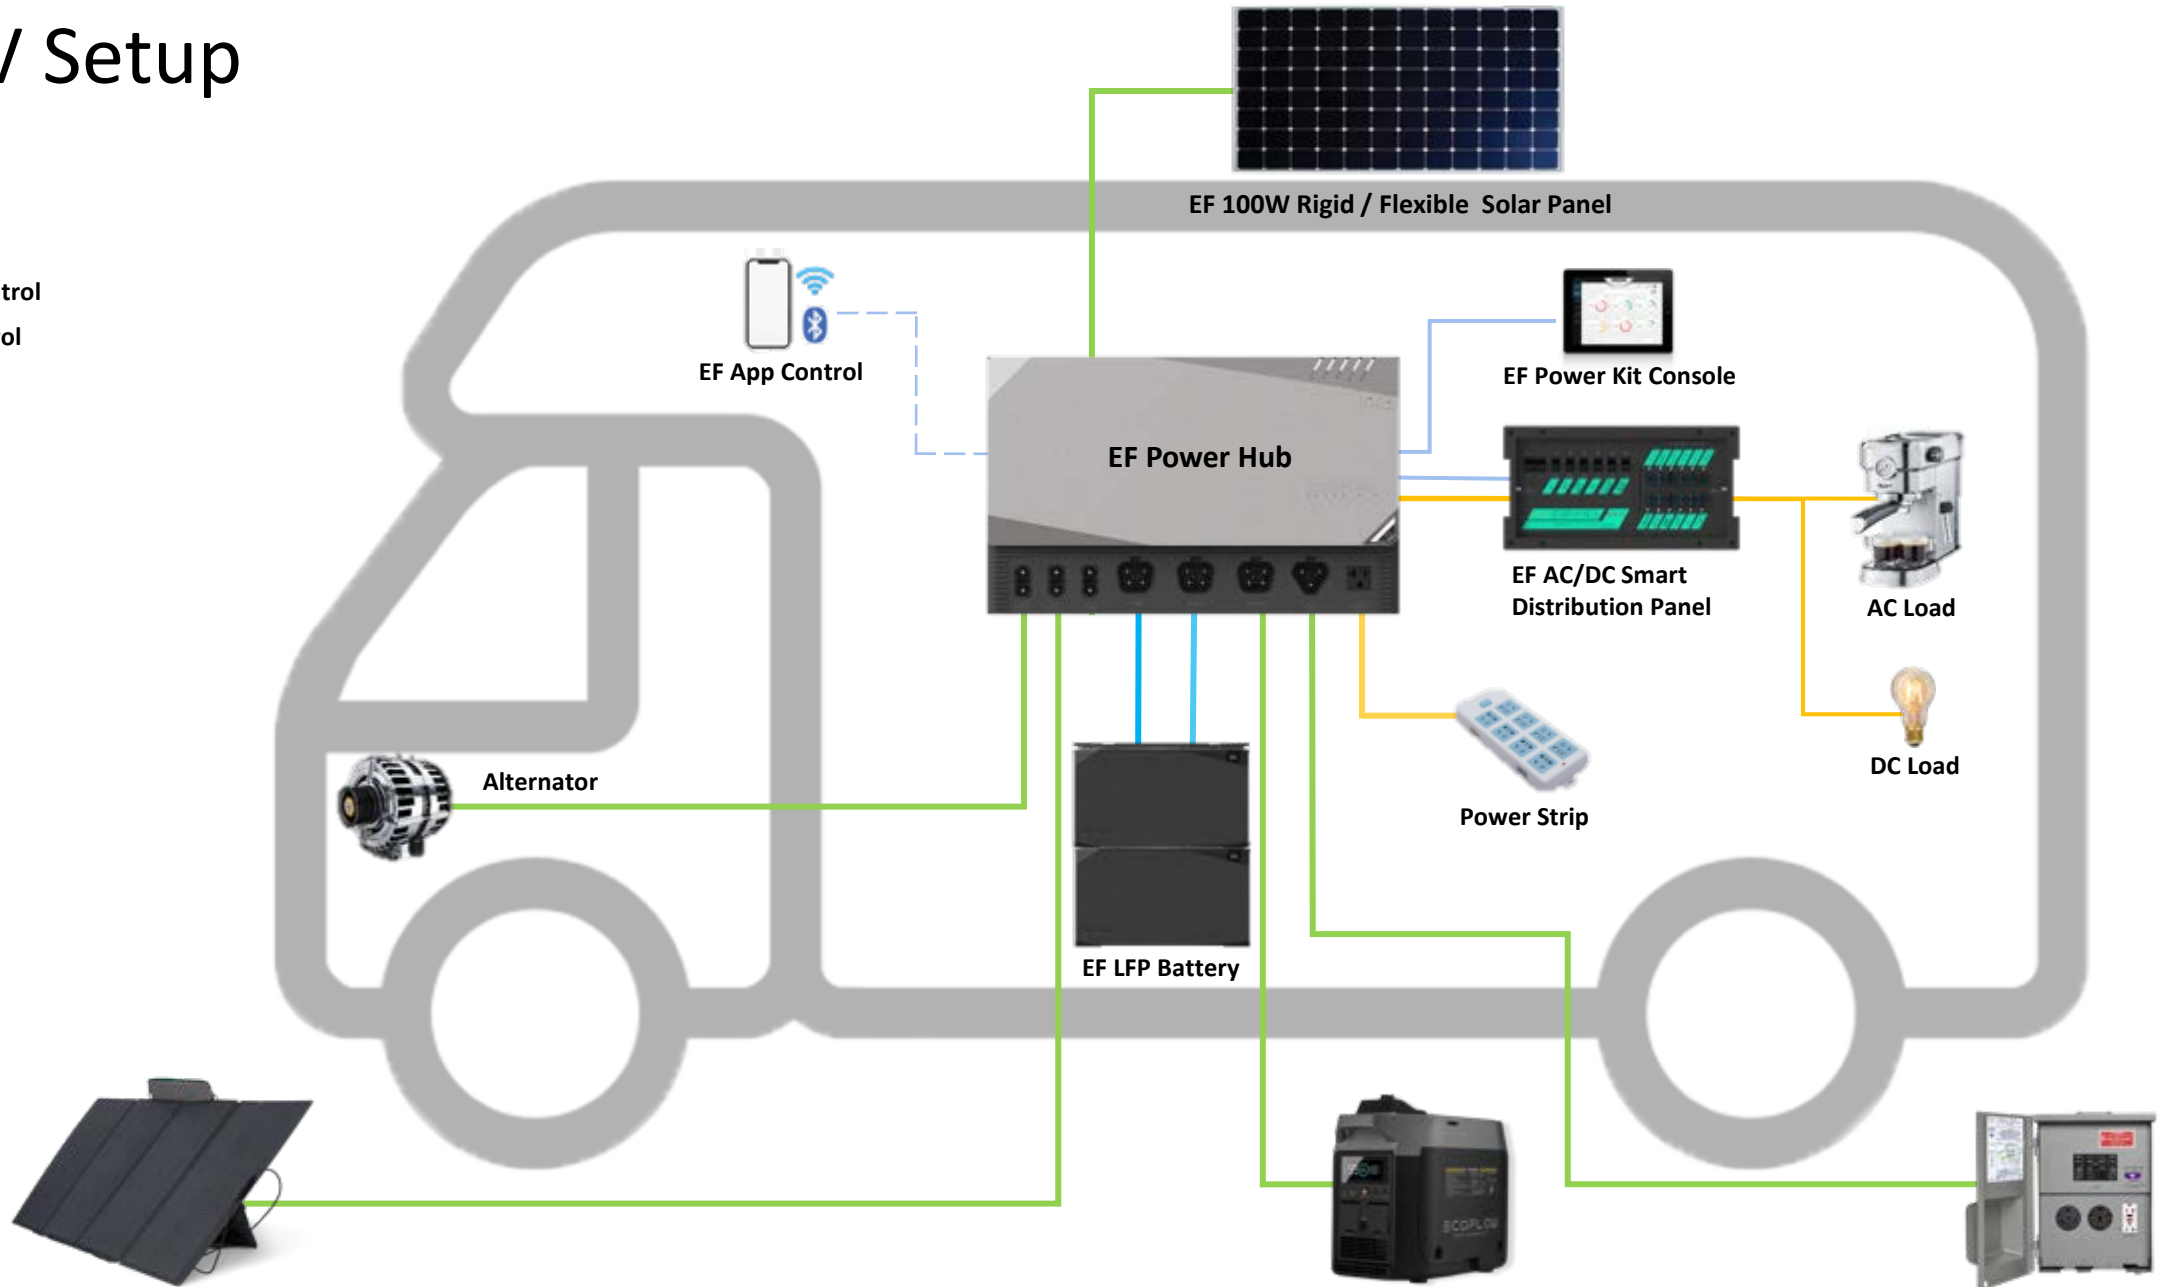 / Setup
EF 100W Rigid / Flexible Solar Panel
trol
ol
EF App Control
EF Power Kit Console
EF Power Hub
EF AC/DC Smart
Distribution Panel
AC Load
DC Load
Alternator
Power Strip
EF LFP Battery
ECOFLOW